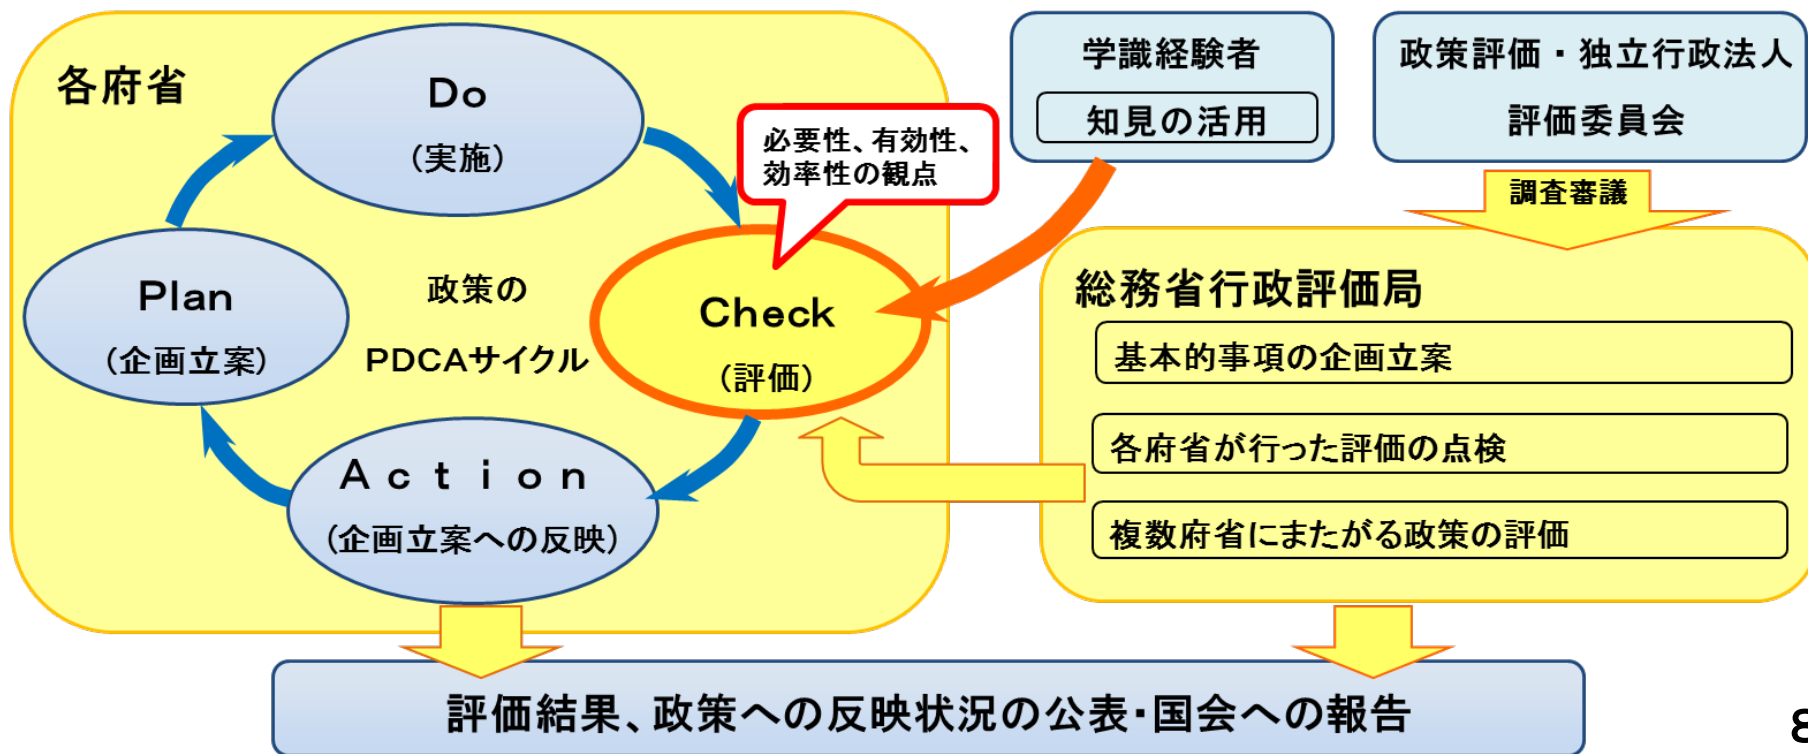 各府省
Do
(実施)
必要性、有効性、
効率性の観点
Plan
(企画立案)
政策の
PDCAサイクル
Check
(評価)
Action
(企画立案への反映)
学識経験者
知見の活用
政策評価・独立行政法人
評価委員会
調査審議
総務省行政評価局
基本的事項の企画立案
各府省が行った評価の点検
複数府省にまたがる政策の評価
評価結果、政策への反映状況の公表・国会への報告
8